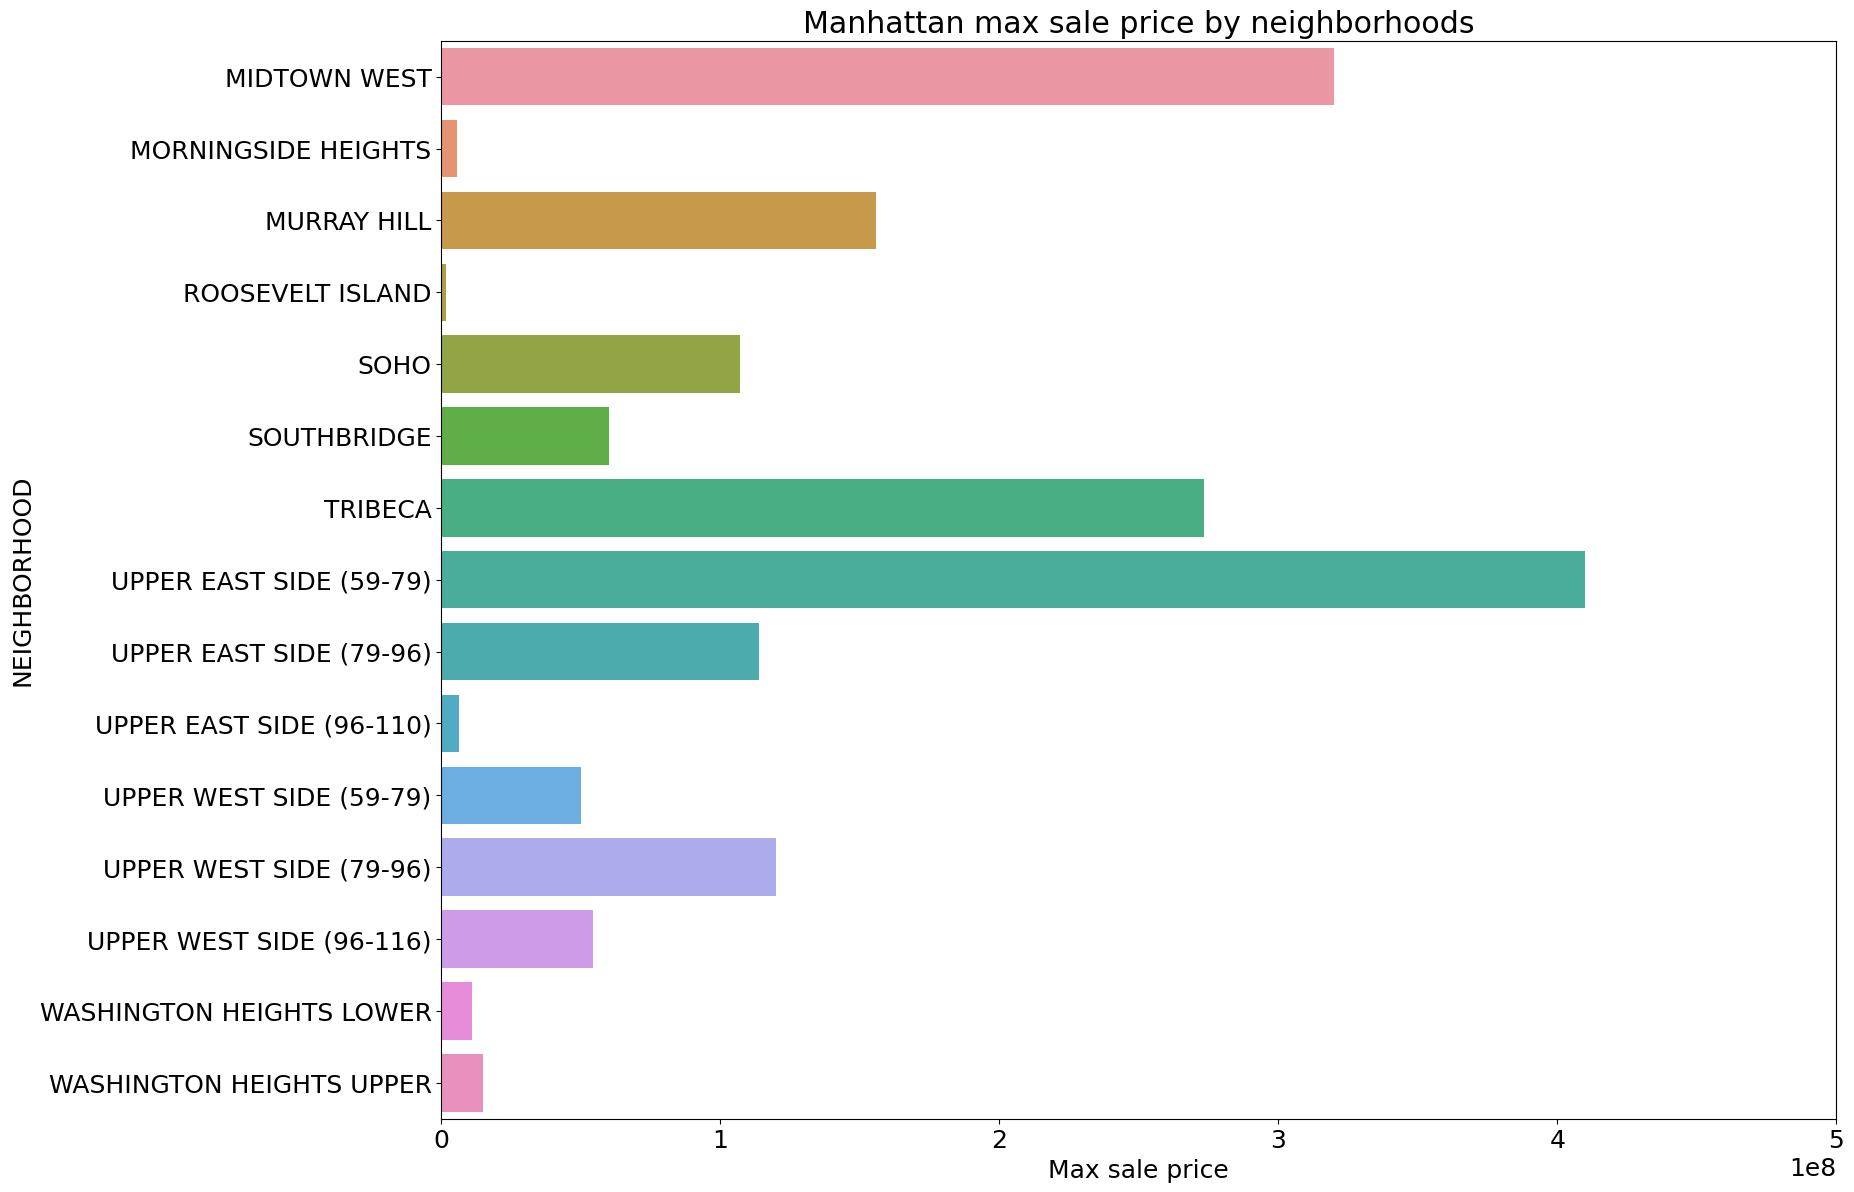 Manhattan max sale price by neighborhoods
NEIGHBORHOOD
MIDTOWN WEST
MORNINGSIDE HEIGHTS
MURRAY HILL
ROOSEVELT ISLAND
SOHO
SOUTHBRIDGE
TRIBECA
UPPER EAST SIDE (59-79)
UPPER EAST SIDE (79-96)
UPPER EAST SIDE (96-110)
UPPER WEST SIDE (59-79)
UPPER WEST SIDE (79-96)
UPPER WEST SIDE (96-116)
WASHINGTON HEIGHTS LOWER
WASHINGTON HEIGHTS UPPER
0 1 2 3 4 5
Max sale price
1e8